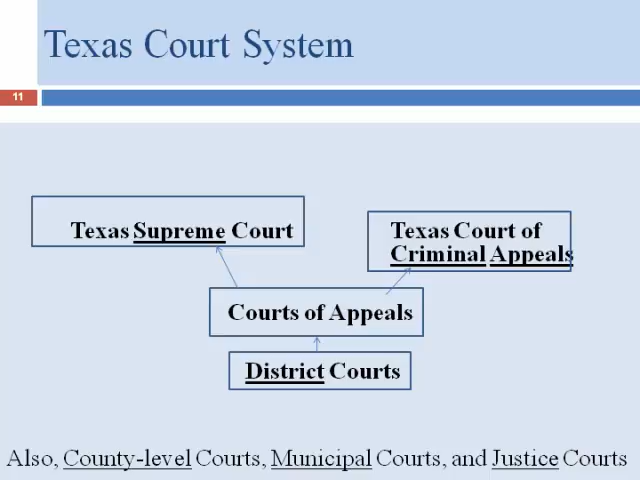 Texas Court System
11
Texas Supreme Court
Texas Court of
Criminal Appeals
Courts of Appeals
District Courts
Also, County-level Courts, Municipal Courts, and Justice Courts